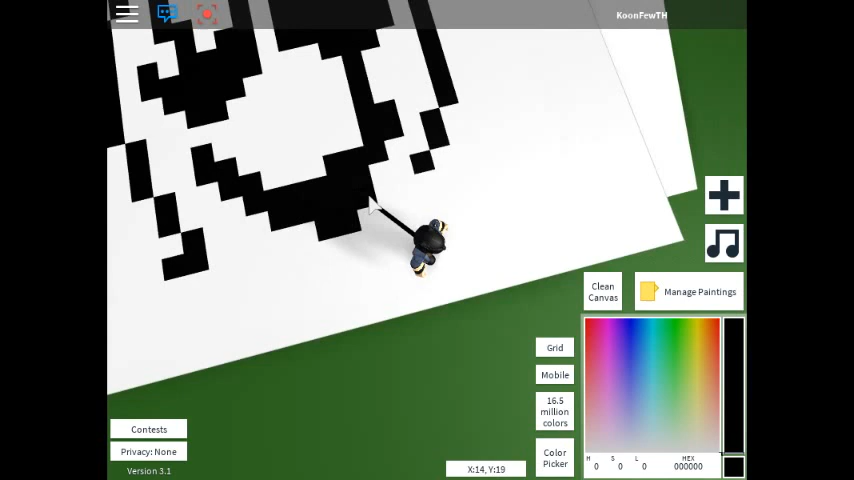 KoonFewTH
Clean
Canvas
Manage Paintings
Grid
Mobile
16.5
million
colors
Color
Picker
H S L HEX
0 0 0 000000
Contests
Privacy: None
Version 3.1
X:14, Y:19